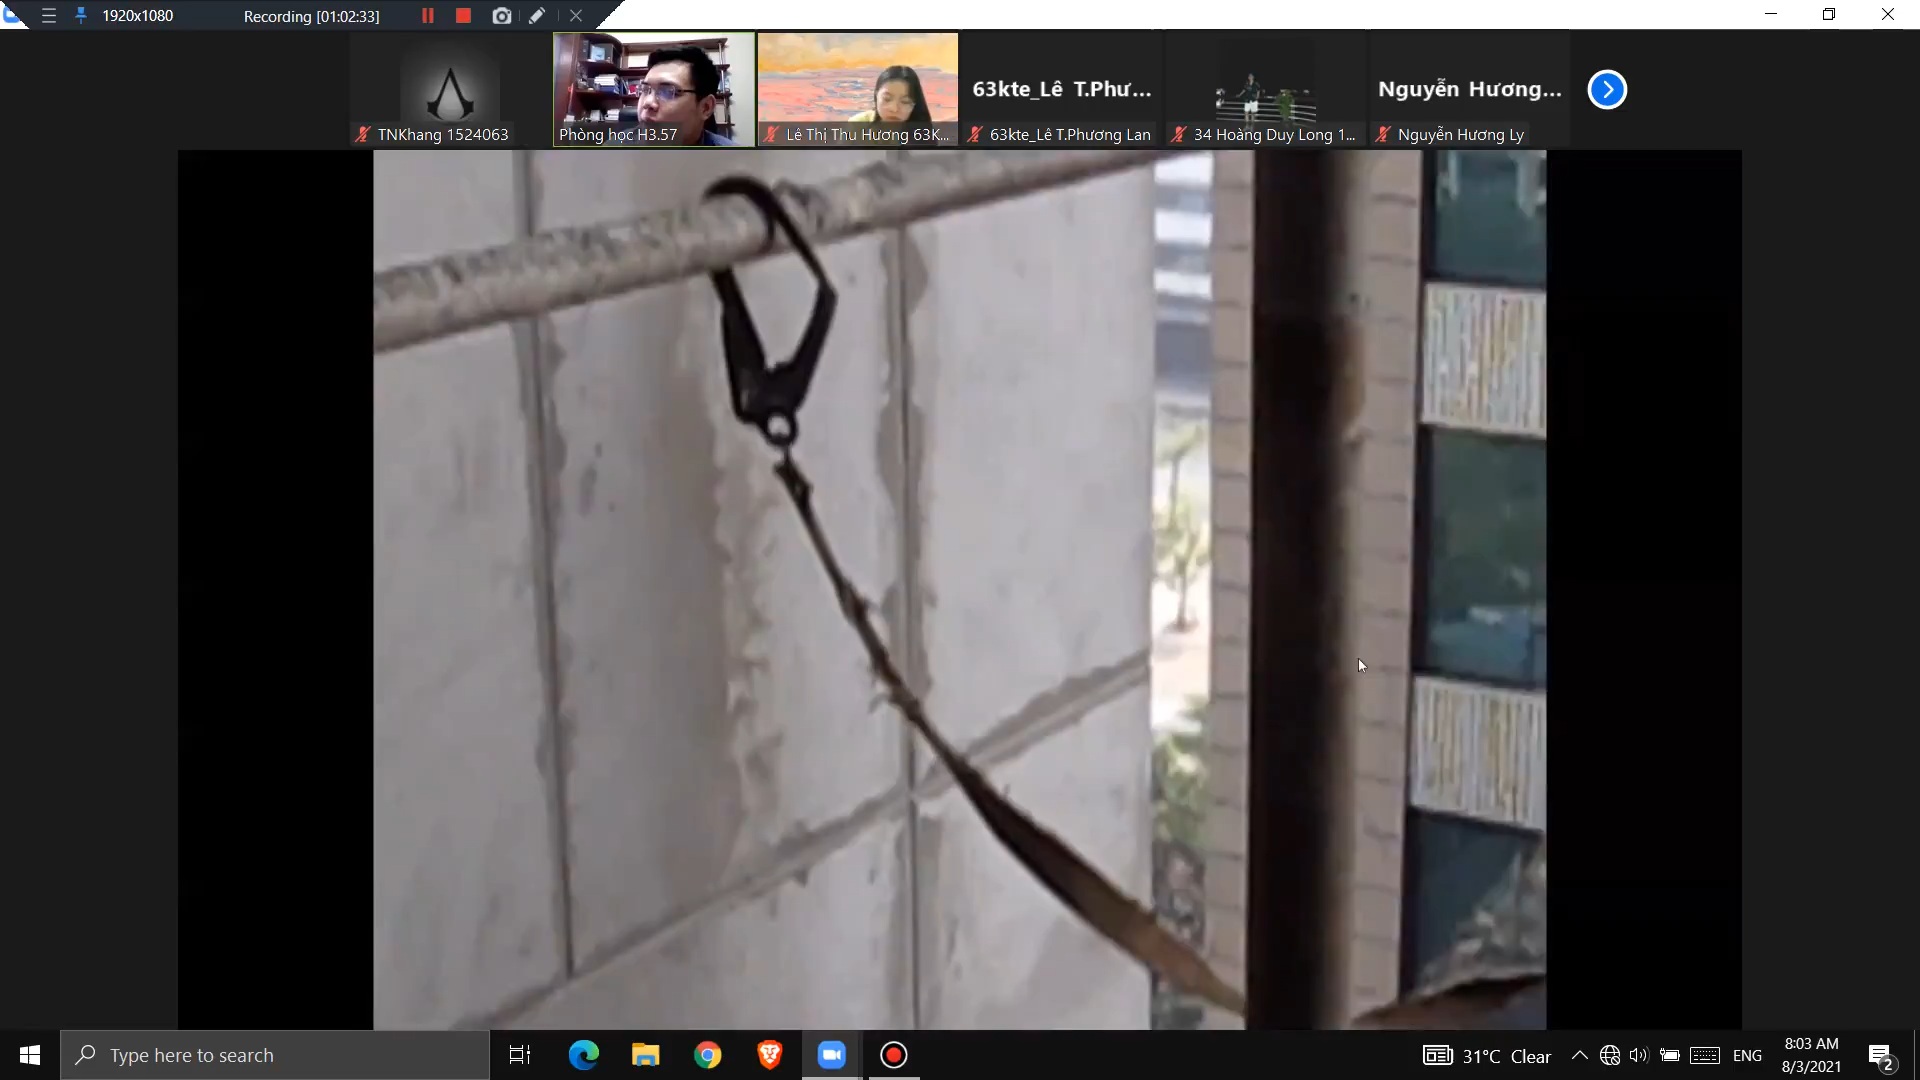 1920x1080
Recording [01:02:33]
63kte_Lê T.Phư...
Nguyễn Hương...
TNKhang 1524063
Phòng học H3.57
Lê Thị Thu Hương 63K...
63kte_Lê T.Phương Lan
34 Hoàng Duy Long 1...
Nguyễn Hương Ly
Type here to search
31°C Clear
ENG
8:03 AM
8/3/2021
2